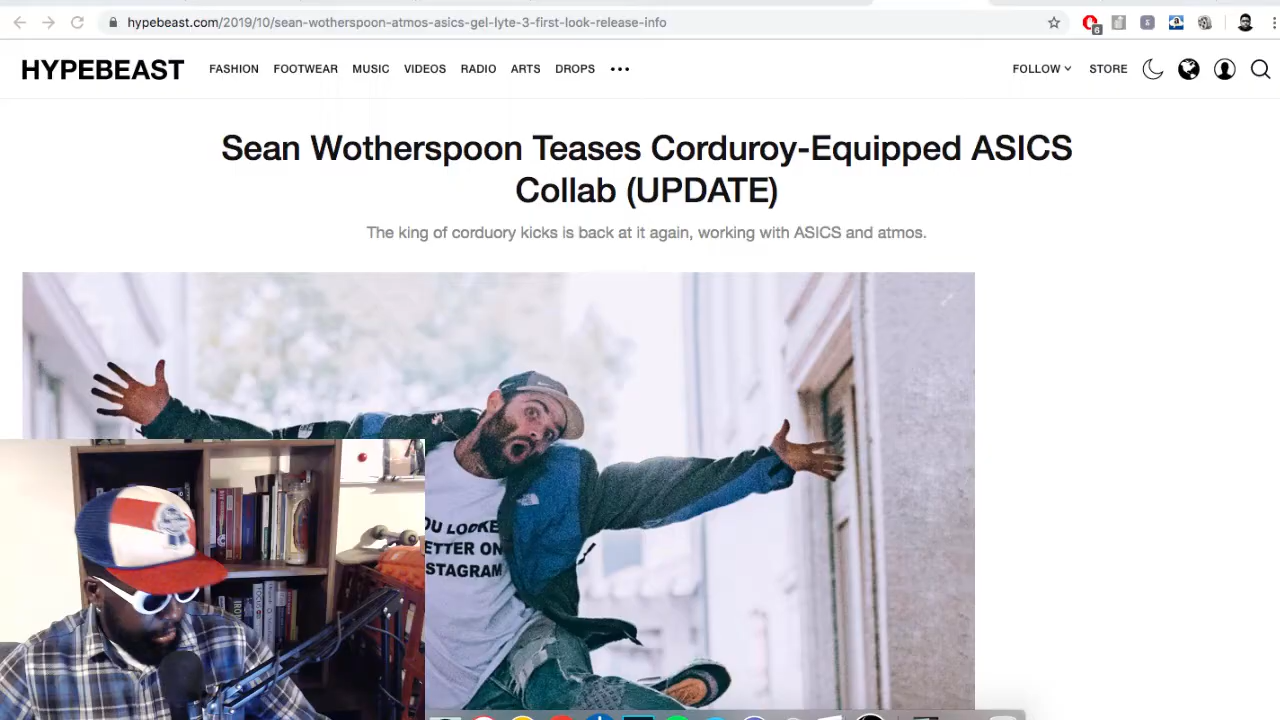 hypebeast.com/2019/10/sean-wotherspoon-atmos-asics-gel-lyte-3-first-look-release-info
6
HYPEBEAST FASHION FOOTWEAR MUSIC VIDEOS RADIO ARTS DROPS ••• FOLLOW STORE
Sean Wotherspoon Teases Corduroy-Equipped ASICS
Collab (UPDATE)
The king of corduory kicks is back at it again, working with ASICS and atmos.
OU LOOKE
ETTER ON
STAGRAM